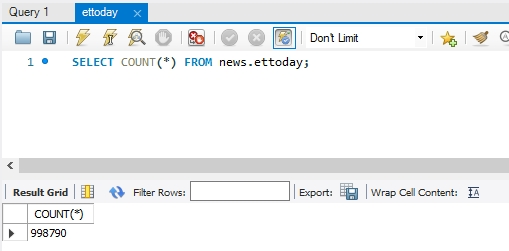 Query 1
ettoday
Don't Limit
1
SELECT COUNT(*) FROM news.ettoday;
Result Grid
Filter Rows:
Export:
Wrap Cell Content:
COUNT(*)
998790